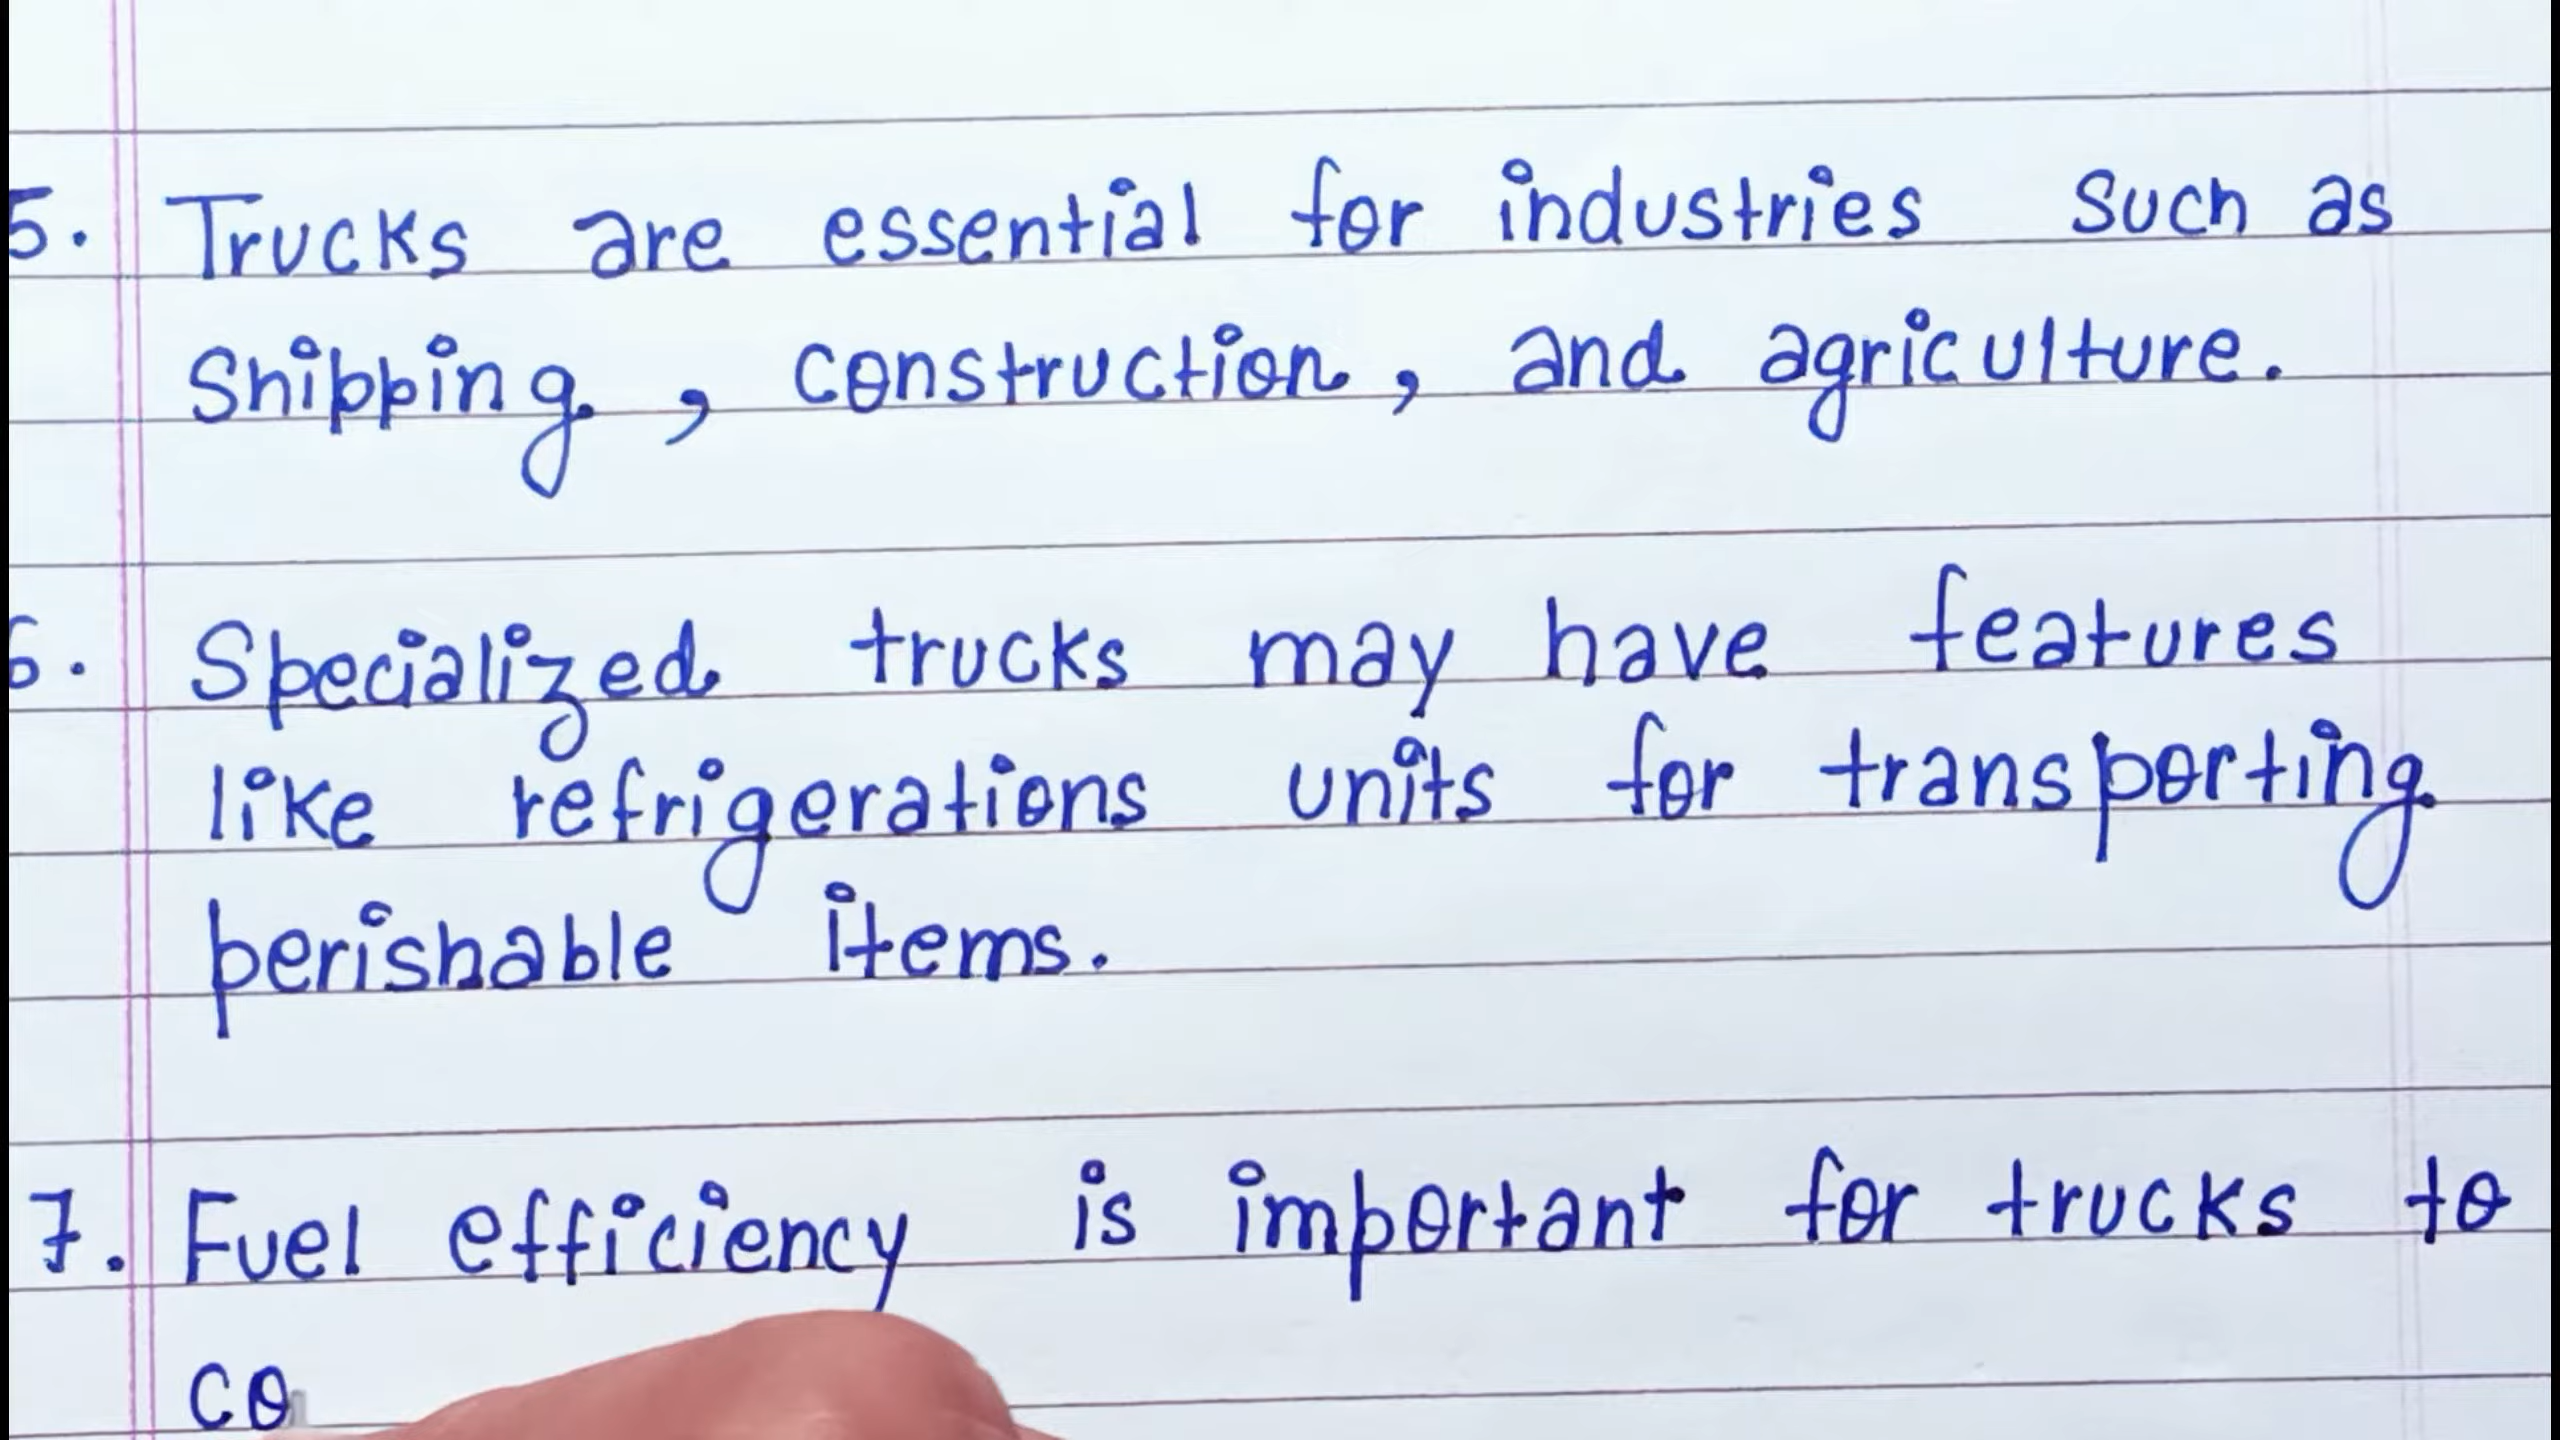 5. Trucks are essential for industries such as
Shipping, construction, and agriculture.
6. Specialized trucks may have features
like refrigerations units for transporting
perishable items.
7. Fuel efficiency is important for trucks to
co